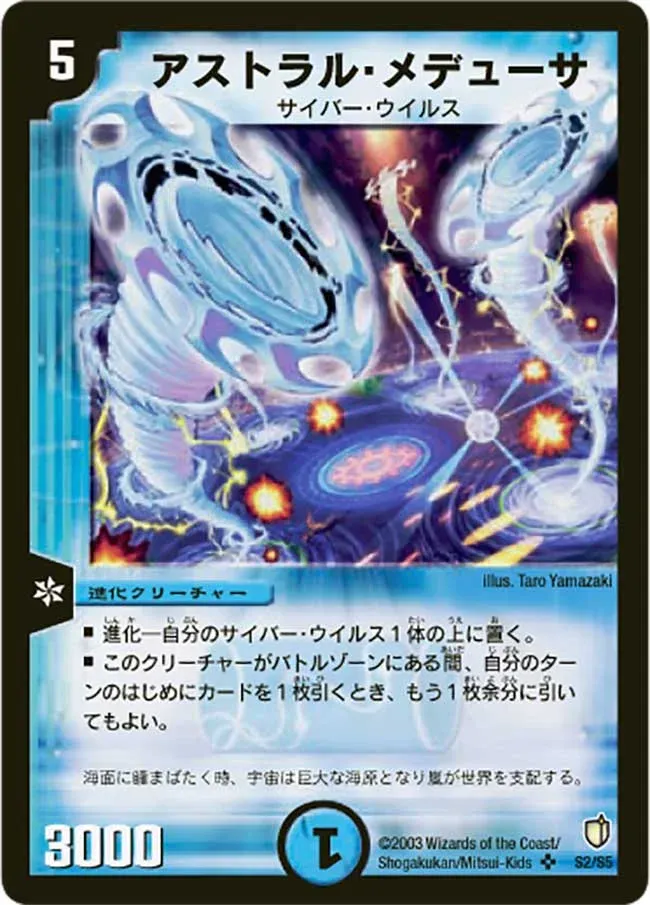 5
アストラル・メデューサ
サイバー・ウイルス
illus. Taro Yamazaki
進化クリーチャー
■ 進化―自分のサイバー・ウイルス1体の上に置く。
■ このクリーチャーがバトルゾーンにある間、自分のター
ンのはじめにカードを1枚引くとき、もう1枚余分に引い
てもよい。
海面に瞳まばたく時、宇宙は巨大な海原となり嵐が世界を支配する。
3000
1
©2003 Wizards of the Coast/
Shogakukan/Mitsui-Kids
S2/S5